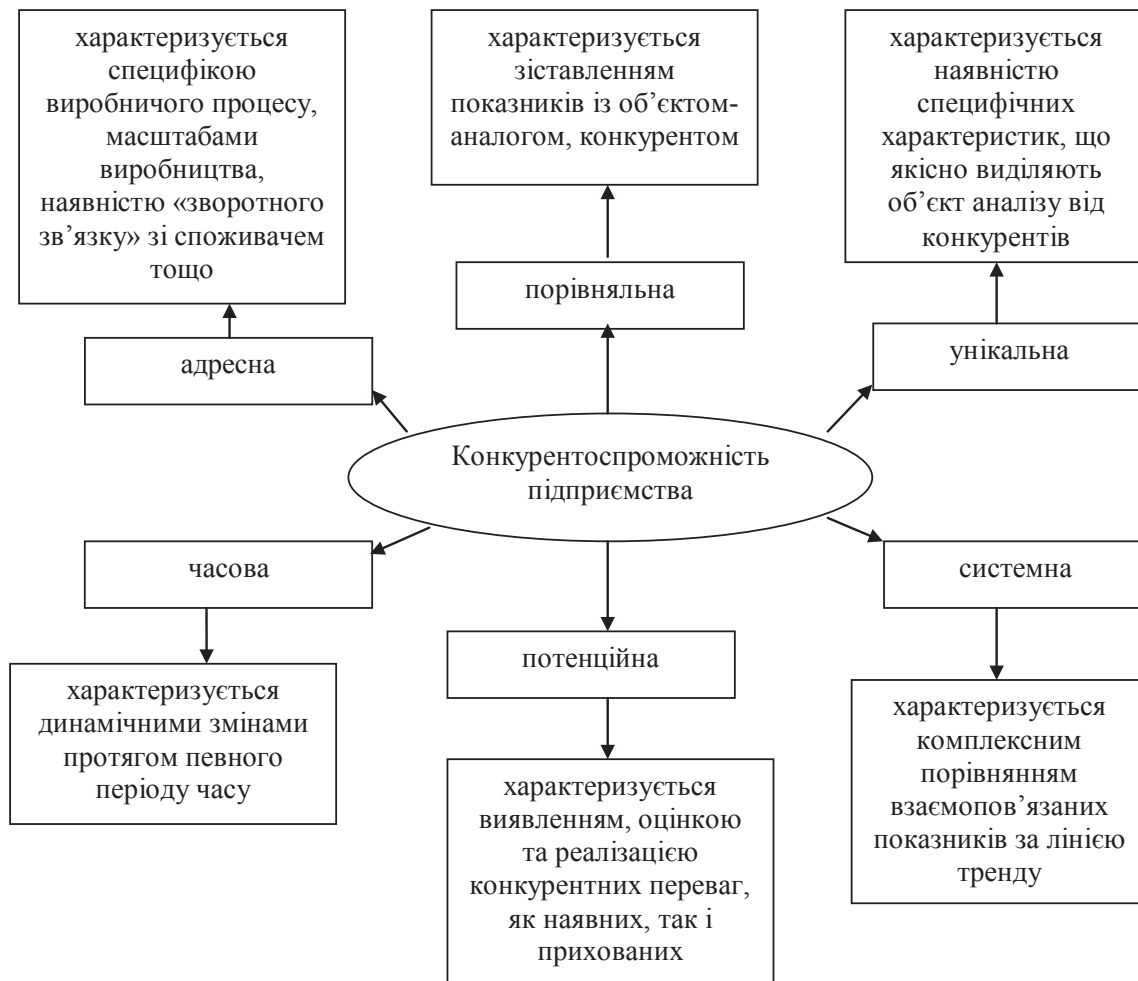 характеризується
специфікою
виробничого процесу,
масштабами
виробництва,
наявністю «зворотного
зв’язку» зі споживачем
тощо
характеризується
зіставленням
показників із об’єктом-
аналогом, конкурентом
характеризується
наявністю
специфічних
характеристик, що
якісно виділяють
об’єкт аналізу від
конкурентів
адресна
порівняльна
унікальна
Конкурентоспроможність
підприємства
часова
потенційна
системна
характеризується
динамічними змінами
протягом певного
періоду часу
характеризується
виявленням, оцінкою
та реалізацією
конкурентних переваг,
як наявних, так і
прихованих
характеризується
комплексним
порівнянням
взаємопов’язаних
показників за лінією
тренду